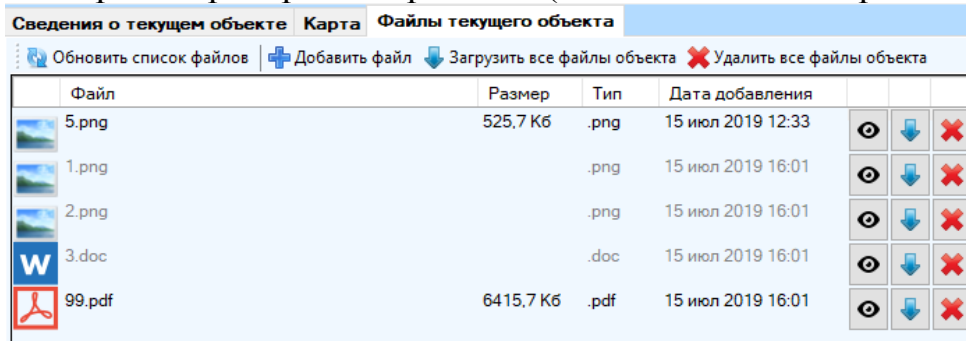 Сведения о текущем объекте Карта Файлы текущего объекта
Обновить список файлов Добавить файл Загрузить все файлы объекта Удалить все файлы объекта
Файл Размер Тип Дата добавления
5.png 525,7 Кб .png 15 июл 2019 12:33
1.png .png 15 июл 2019 16:01
2.png .png 15 июл 2019 16:01
W 3.doc .doc 15 июл 2019 16:01
99.pdf 6415,7 Кб .pdf 15 июл 2019 16:01